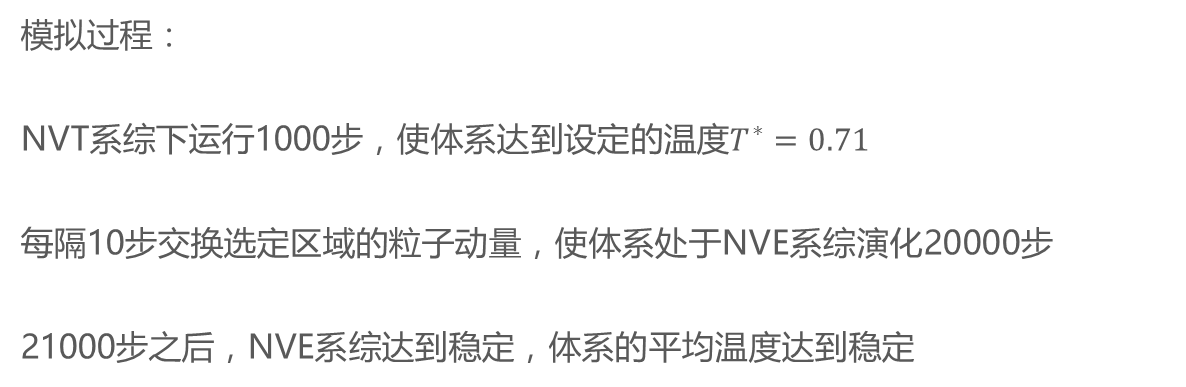 模拟过程：
NVT系综下运行1000步，使体系达到设定的温度T* = 0.71
每隔10步交换选定区域的粒子动量，使体系处于NVE系综演化20000步
21000步之后，NVE系综达到稳定，体系的平均温度达到稳定